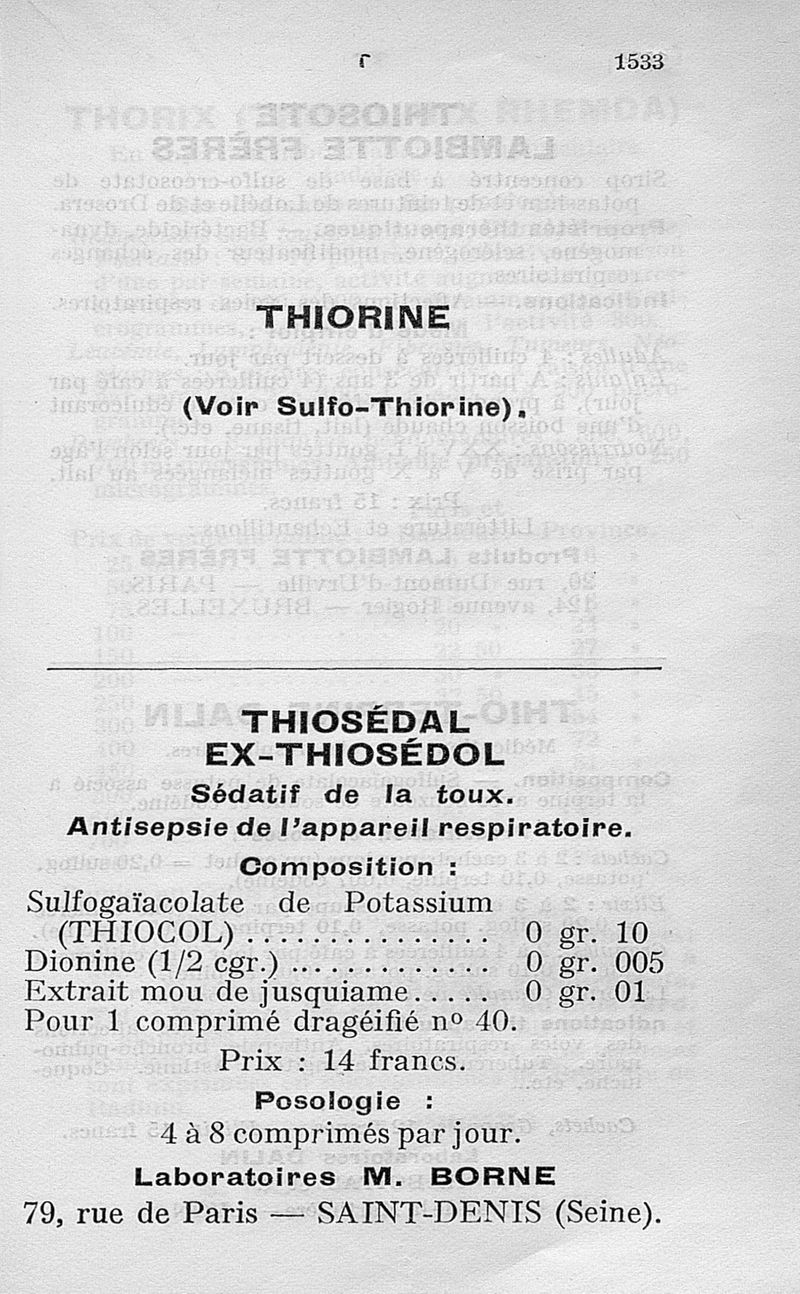 1533
THIORINE
(Voir Sulfo-Thiorine).
THIOSÉDAL
EX-THIOSÉDOL
Sédatif de la toux.
Antisepsie de l'appareil respiratoire.
Composition :
Sulfogaïacolate de Potassium
(THIOCOL) ................ 0 gr. 10
Dionine (1/2 cgr.) ............. 0 gr. 005
Extrait mou de jusquiame..... 0 gr. 01
Pour 1 comprimé dragéifié nº 40.
Prix : 14 francs.
Posologie :
4 à 8 comprimés par jour.
Laboratoires M. BORNE
79, rue de Paris — SAINT-DENIS (Seine).